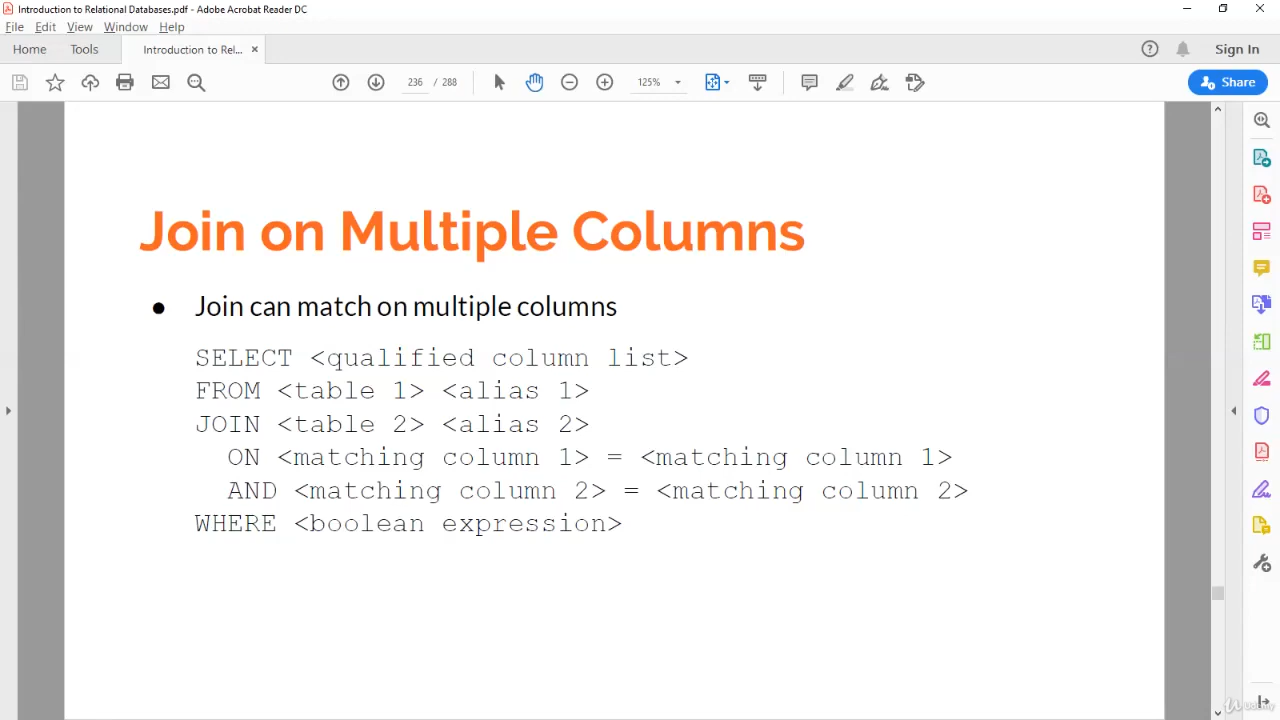 Introduction to Relational Databases.pdf - Adobe Acrobat Reader DC
File Edit View Window Help
Home Tools Introduction to Rel... × Sign In
236 / 288 125% Share
Join on Multiple Columns
● Join can match on multiple columns
SELECT <qualified column list>
FROM <table 1> <alias 1>
JOIN <table 2> <alias 2>
ON <matching column 1> = <matching column 1>
AND <matching column 2> = <matching column 2>
WHERE <boolean expression>
Udemy